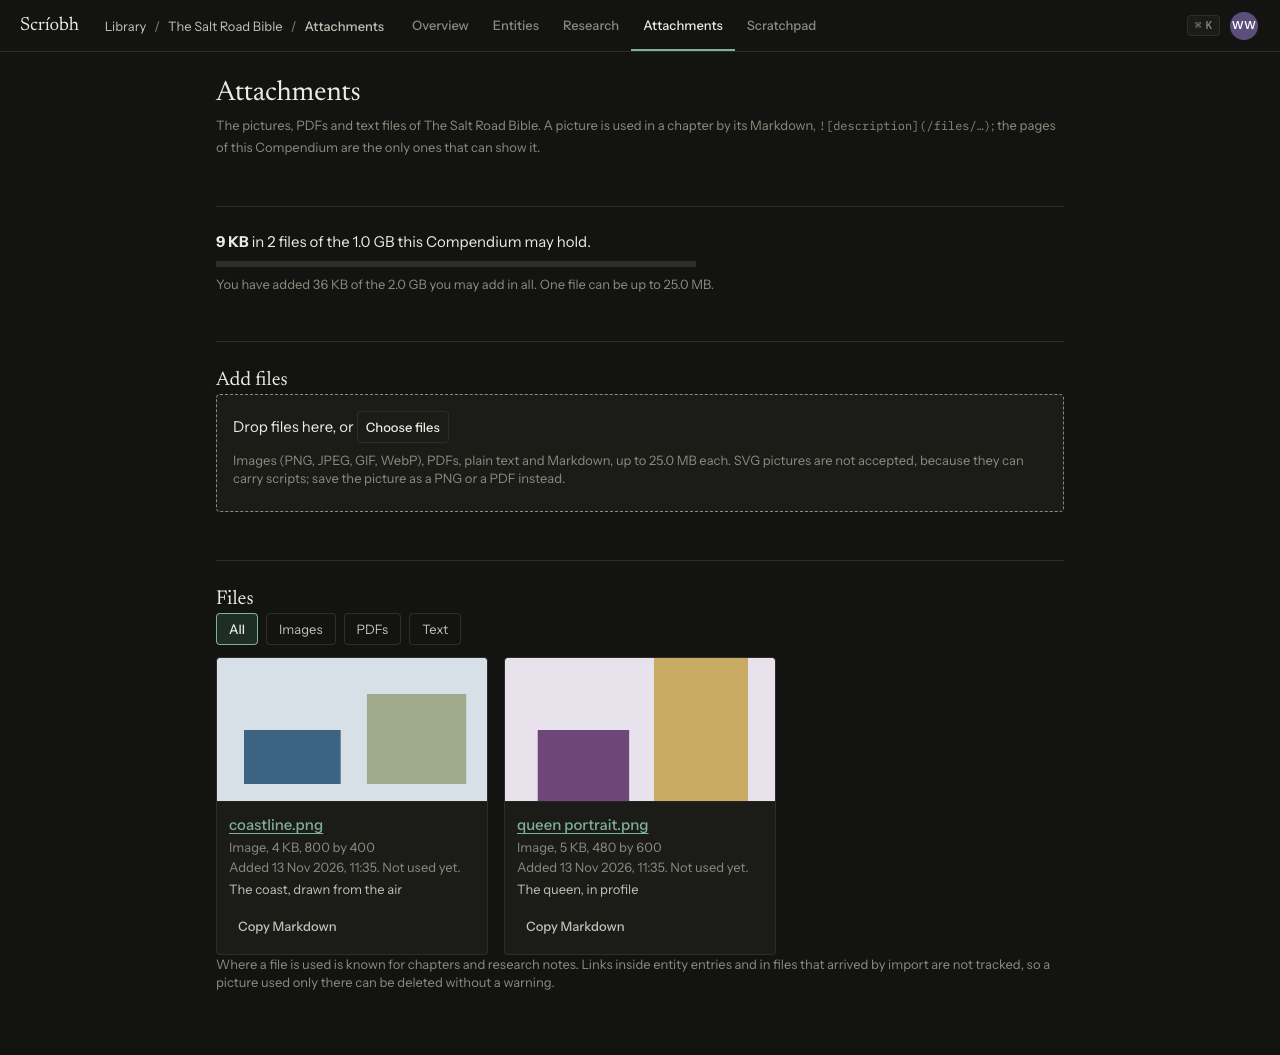 Scríobh
Library / The Salt Road Bible / Attachments
Overview
Entities
Research
Attachments
Scratchpad
⌘ K
WW
Attachments
The pictures, PDFs and text files of The Salt Road Bible. A picture is used in a chapter by its Markdown, ![description](/files/…); the pages
of this Compendium are the only ones that can show it.
9 KB in 2 files of the 1.0 GB this Compendium may hold.
You have added 36 KB of the 2.0 GB you may add in all. One file can be up to 25.0 MB.
Add files
Drop files here, or Choose files
Images (PNG, JPEG, GIF, WebP), PDFs, plain text and Markdown, up to 25.0 MB each. SVG pictures are not accepted, because they can
carry scripts; save the picture as a PNG or a PDF instead.
Files
All
Images
PDFs
Text
coastline.png
Image, 4 KB, 800 by 400
Added 13 Nov 2026, 11:35. Not used yet.
The coast, drawn from the air
Copy Markdown
queen portrait.png
Image, 5 KB, 480 by 600
Added 13 Nov 2026, 11:35. Not used yet.
The queen, in profile
Copy Markdown
Where a file is used is known for chapters and research notes. Links inside entity entries and in files that arrived by import are not tracked, so a
picture used only there can be deleted without a warning.